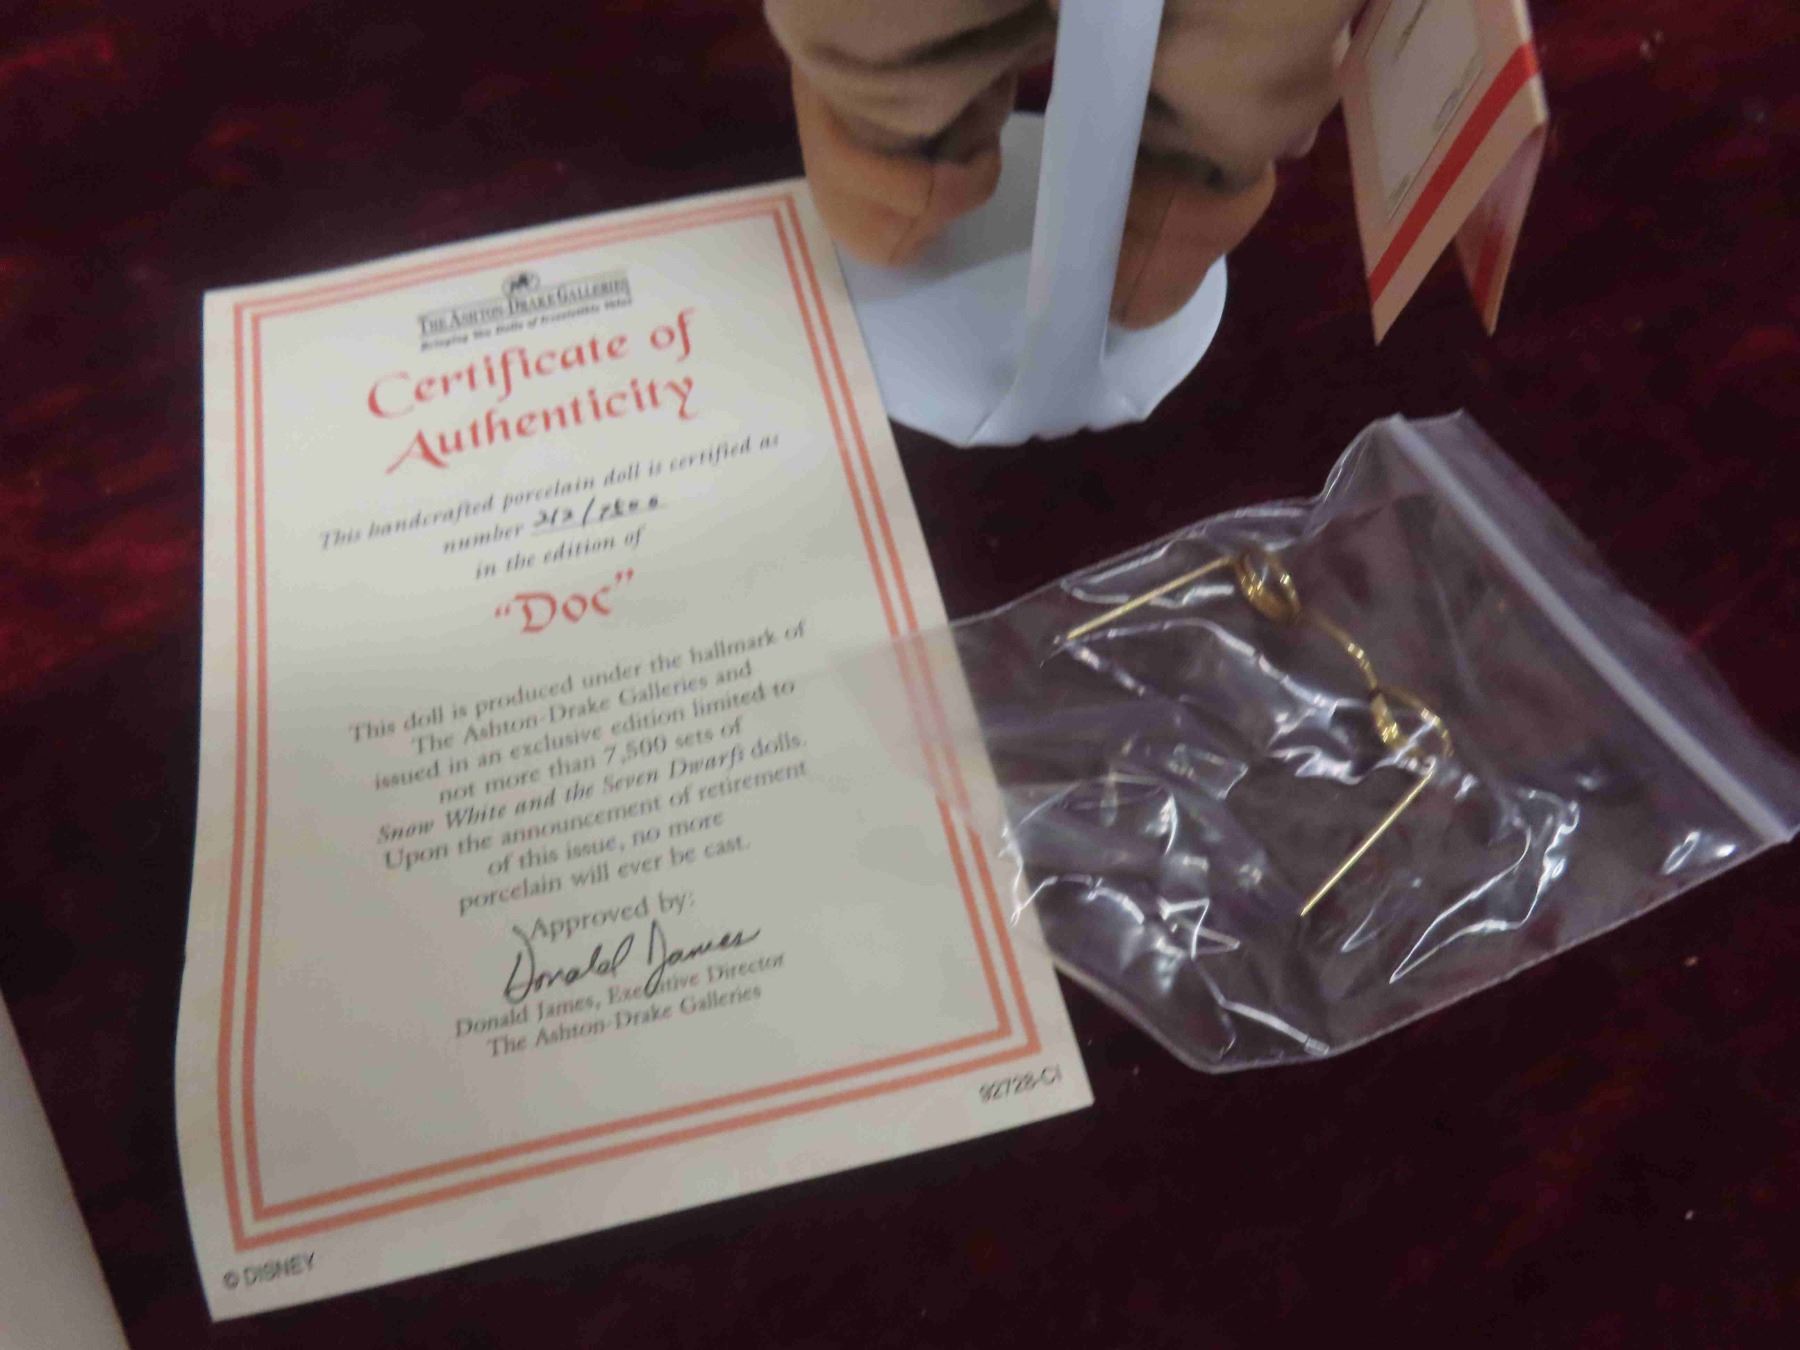 THE ASHTON-DRAKE GALLERIES
Certificate of
Authenticity
This handcrafted porcelain doll is certified as
number 212/7500
in the edition of
“Doc”
This doll is produced under the hallmark of
The Ashton-Drake Galleries and
issued in an exclusive edition limited to
not more than 7,500 sets of
Snow White and the Seven Dwarfs dolls.
Upon the announcement of retirement
of this issue, no more
porcelain will ever be cast.
Approved by:
Donald James
Donald James, Executive Director
The Ashton-Drake Galleries
92728-CI
© DISNEY